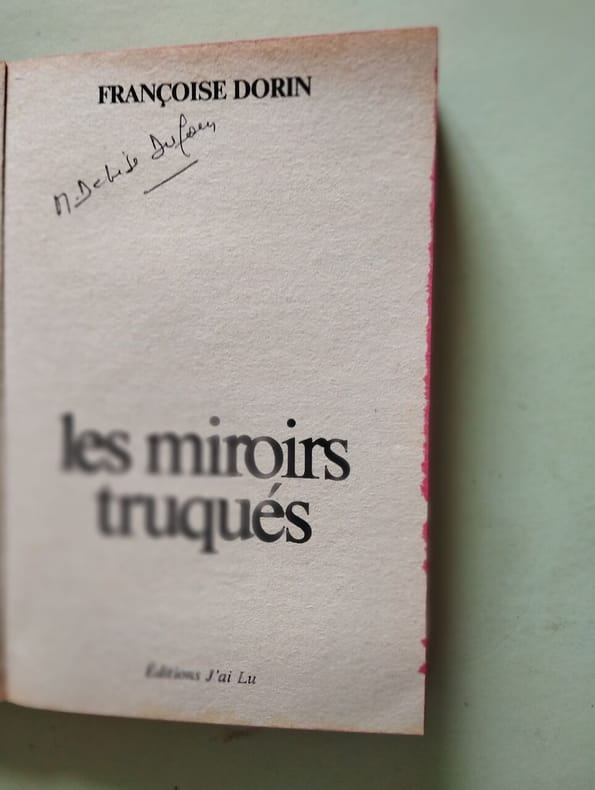 FRANÇOISE DORIN
les miroirs
truqués
Éditions J'ai Lu